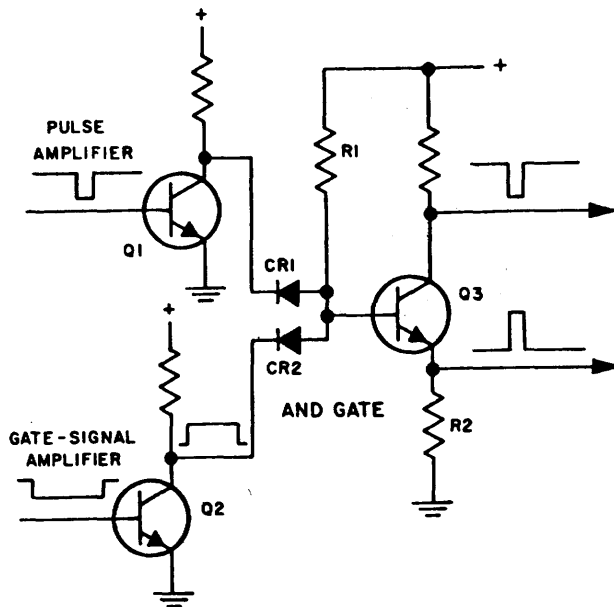 +
+
PULSE
AMPLIFIER
R1
Q1
CR1
Q3
+
CR2
AND GATE
GATE-SIGNAL
AMPLIFIER
R2
Q2